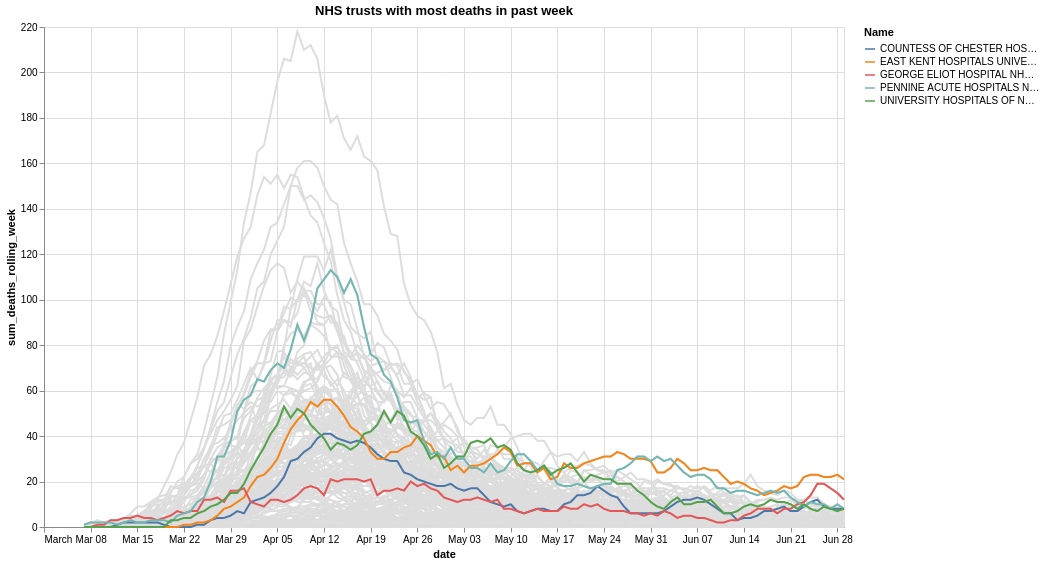 NHS trusts with most deaths in past week
220
200
180
160
140
120
100
80
60
40
20
0
sum_deaths_rolling_week
March Mar 08 Mar 15 Mar 22 Mar 29 Apr 05 Apr 12 Apr 19 Apr 26 May 03 May 10 May 17 May 24 May 31 Jun 07 Jun 14 Jun 21 Jun 28
date
Name
COUNTESS OF CHESTER HOS…
EAST KENT HOSPITALS UNIVE…
GEORGE ELIOT HOSPITAL NH…
PENNINE ACUTE HOSPITALS N…
UNIVERSITY HOSPITALS OF N…